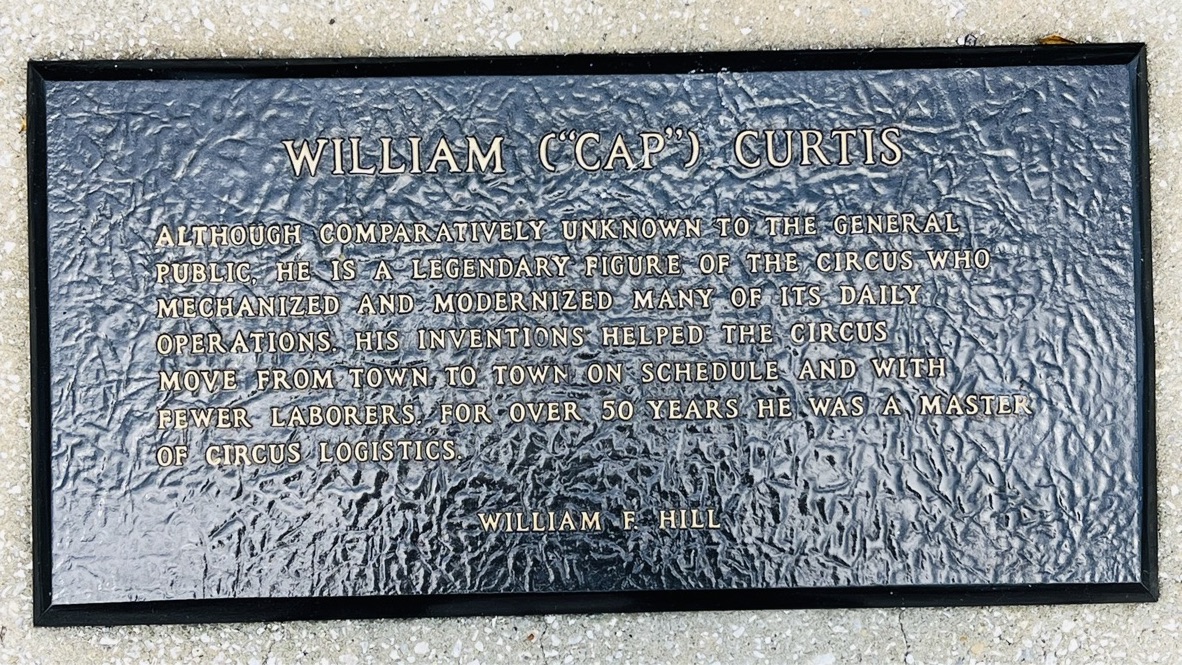 WILLIAM (“CAP”) CURTIS
ALTHOUGH COMPARATIVELY UNKNOWN TO THE GENERAL
PUBLIC, HE IS A LEGENDARY FIGURE OF THE CIRCUS WHO
MECHANIZED AND MODERNIZED MANY OF ITS DAILY
OPERATIONS. HIS INVENTIONS HELPED THE CIRCUS
MOVE FROM TOWN TO TOWN ON SCHEDULE AND WITH
FEWER LABORERS. FOR OVER 50 YEARS HE WAS A MASTER
OF CIRCUS LOGISTICS.
WILLIAM F. HILL